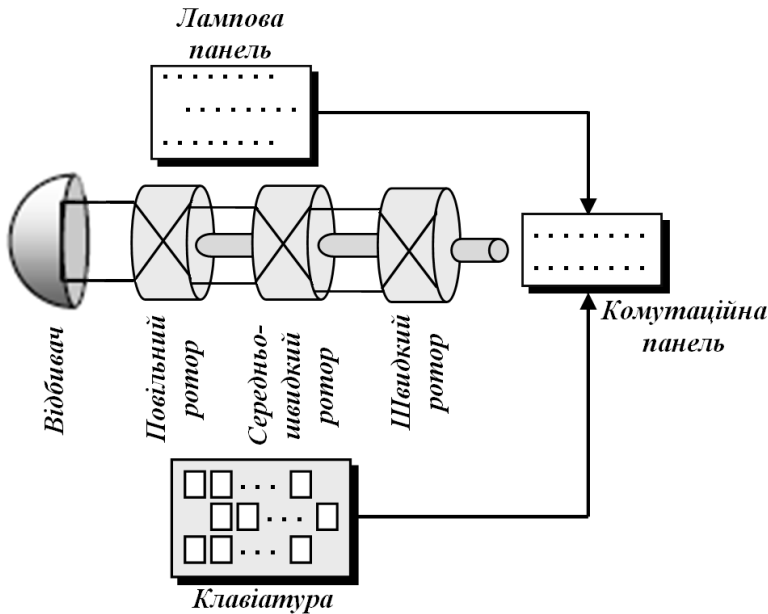 Лампова
панель
Комутаційна
панель
Відбивач
Повільний
ротор
Середньо-
швидкий
ротор
Швидкий
ротор
Клавіатура